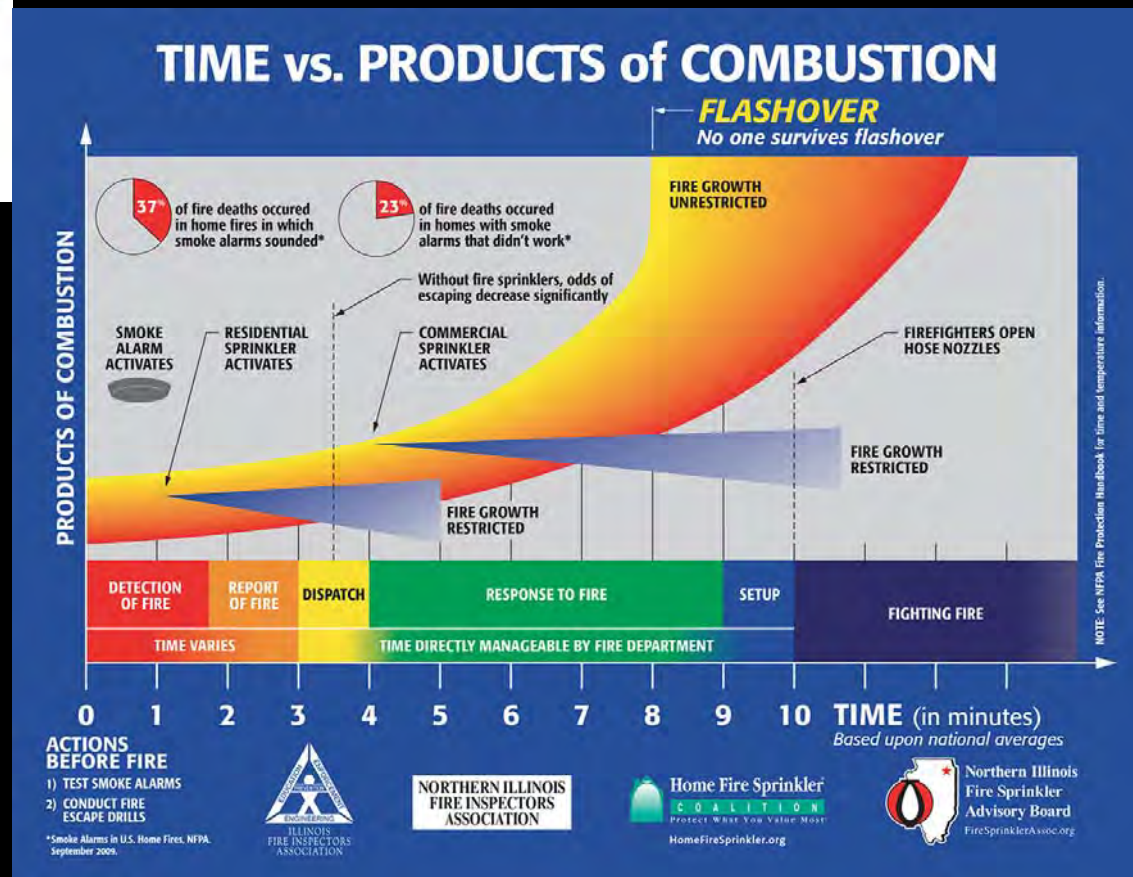 TIME vs. PRODUCTS of COMBUSTION
FLASHOVER
No one survives flashover
PRODUCTS OF COMBUSTION
37%
of fire deaths occured
in home fires in which
smoke alarms sounded*
23%
of fire deaths occured
in homes with smoke
alarms that didn't work*
FIRE GROWTH
UNRESTRICTED
Without fire sprinklers, odds of
escaping decrease significantly
SMOKE
ALARM
ACTIVATES
RESIDENTIAL
SPRINKLER
ACTIVATES
COMMERCIAL
SPRINKLER
ACTIVATES
FIREFIGHTERS OPEN
HOSE NOZZLES
FIRE GROWTH
RESTRICTED
FIRE GROWTH
RESTRICTED
NOTE: See NFPA Fire Protection Handbook for time and temperature information.
DETECTION
OF FIRE
REPORT
OF FIRE
DISPATCH
RESPONSE TO FIRE
SETUP
FIGHTING FIRE
TIME VARIES
TIME DIRECTLY MANAGEABLE BY FIRE DEPARTMENT
0 1 2 3 4 5 6 7 8 9 10 TIME (in minutes)
Based upon national averages
ACTIONS
BEFORE FIRE
1) TEST SMOKE ALARMS
2) CONDUCT FIRE
ESCAPE DRILLS
*Smoke Alarms in U.S. Home Fires, NFPA.
September 2009.
EDUCATION
ENFORCEMENT
PREVENTION
ENGINEERING
ILLINOIS
FIRE INSPECTORS
ASSOCIATION
NORTHERN ILLINOIS
FIRE INSPECTORS
ASSOCIATION
Home Fire Sprinkler
COALITION
Protect What You Value Most
HomeFireSprinkler.org
Northern Illinois
Fire Sprinkler
Advisory Board
FireSprinklerAssoc.org